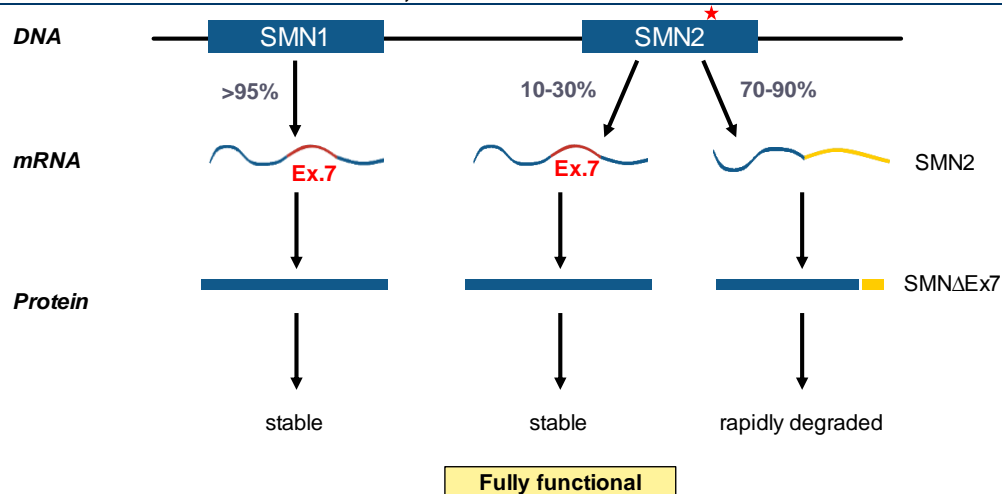 DNA
SMN1
SMN2
>95%
10-30%
70-90%
mRNA
Ex.7
Ex.7
SMN2
Protein
SMNΔEx7
stable
stable
rapidly degraded
Fully functional